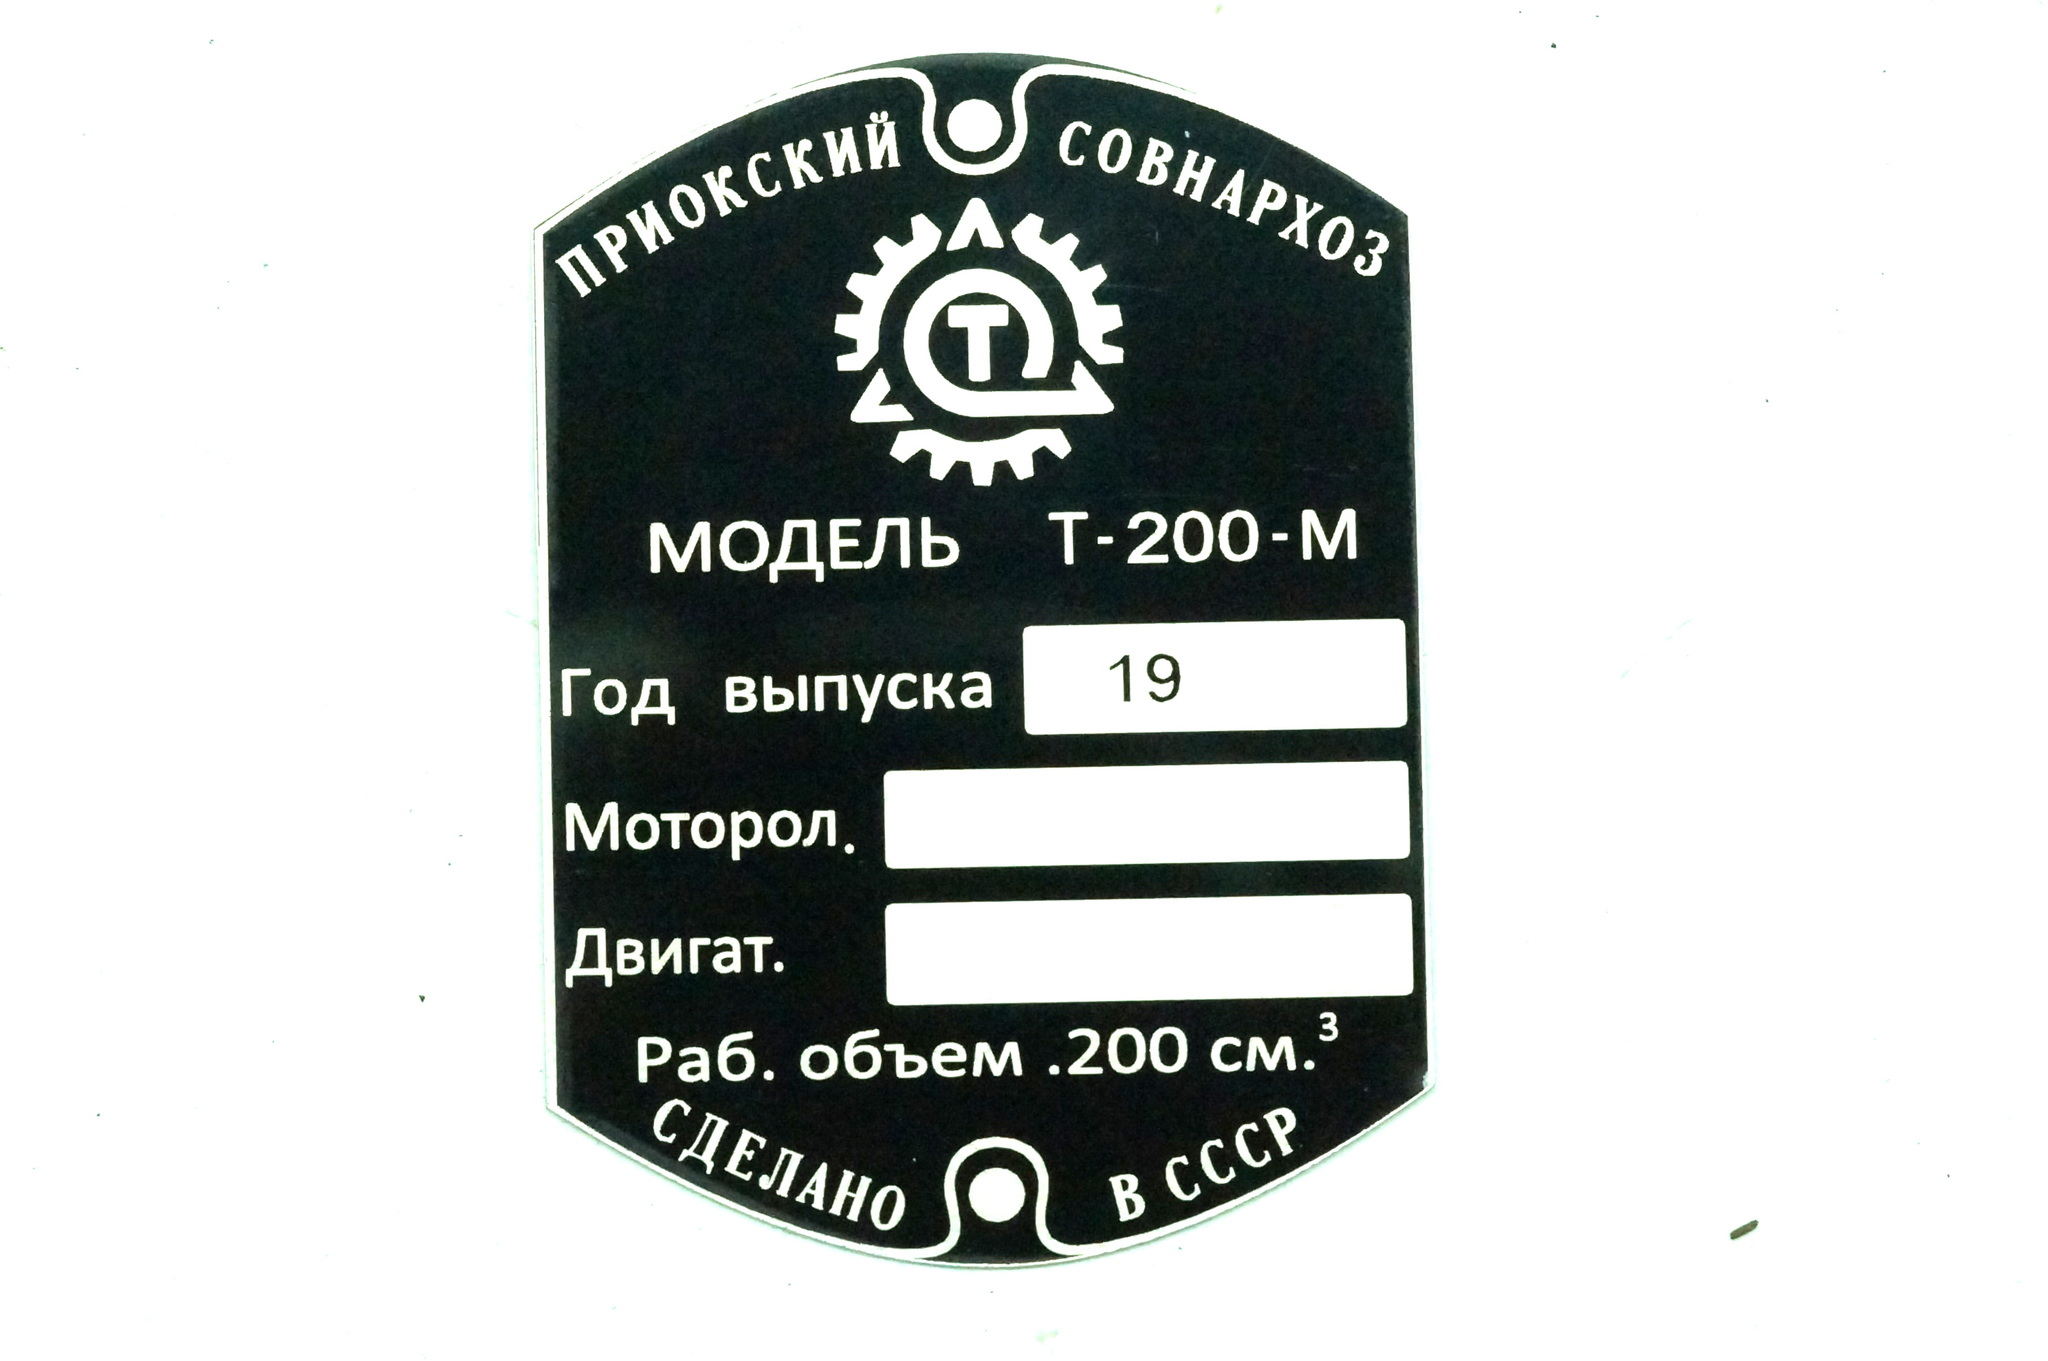 ПРИОКСКИЙ СОВНАРХОЗ
Т
МОДЕЛЬ Т-200-М
Год выпуска 19
Моторол.
Двигат.
Раб. объем .200 см.³
СДЕЛАНО В СССР